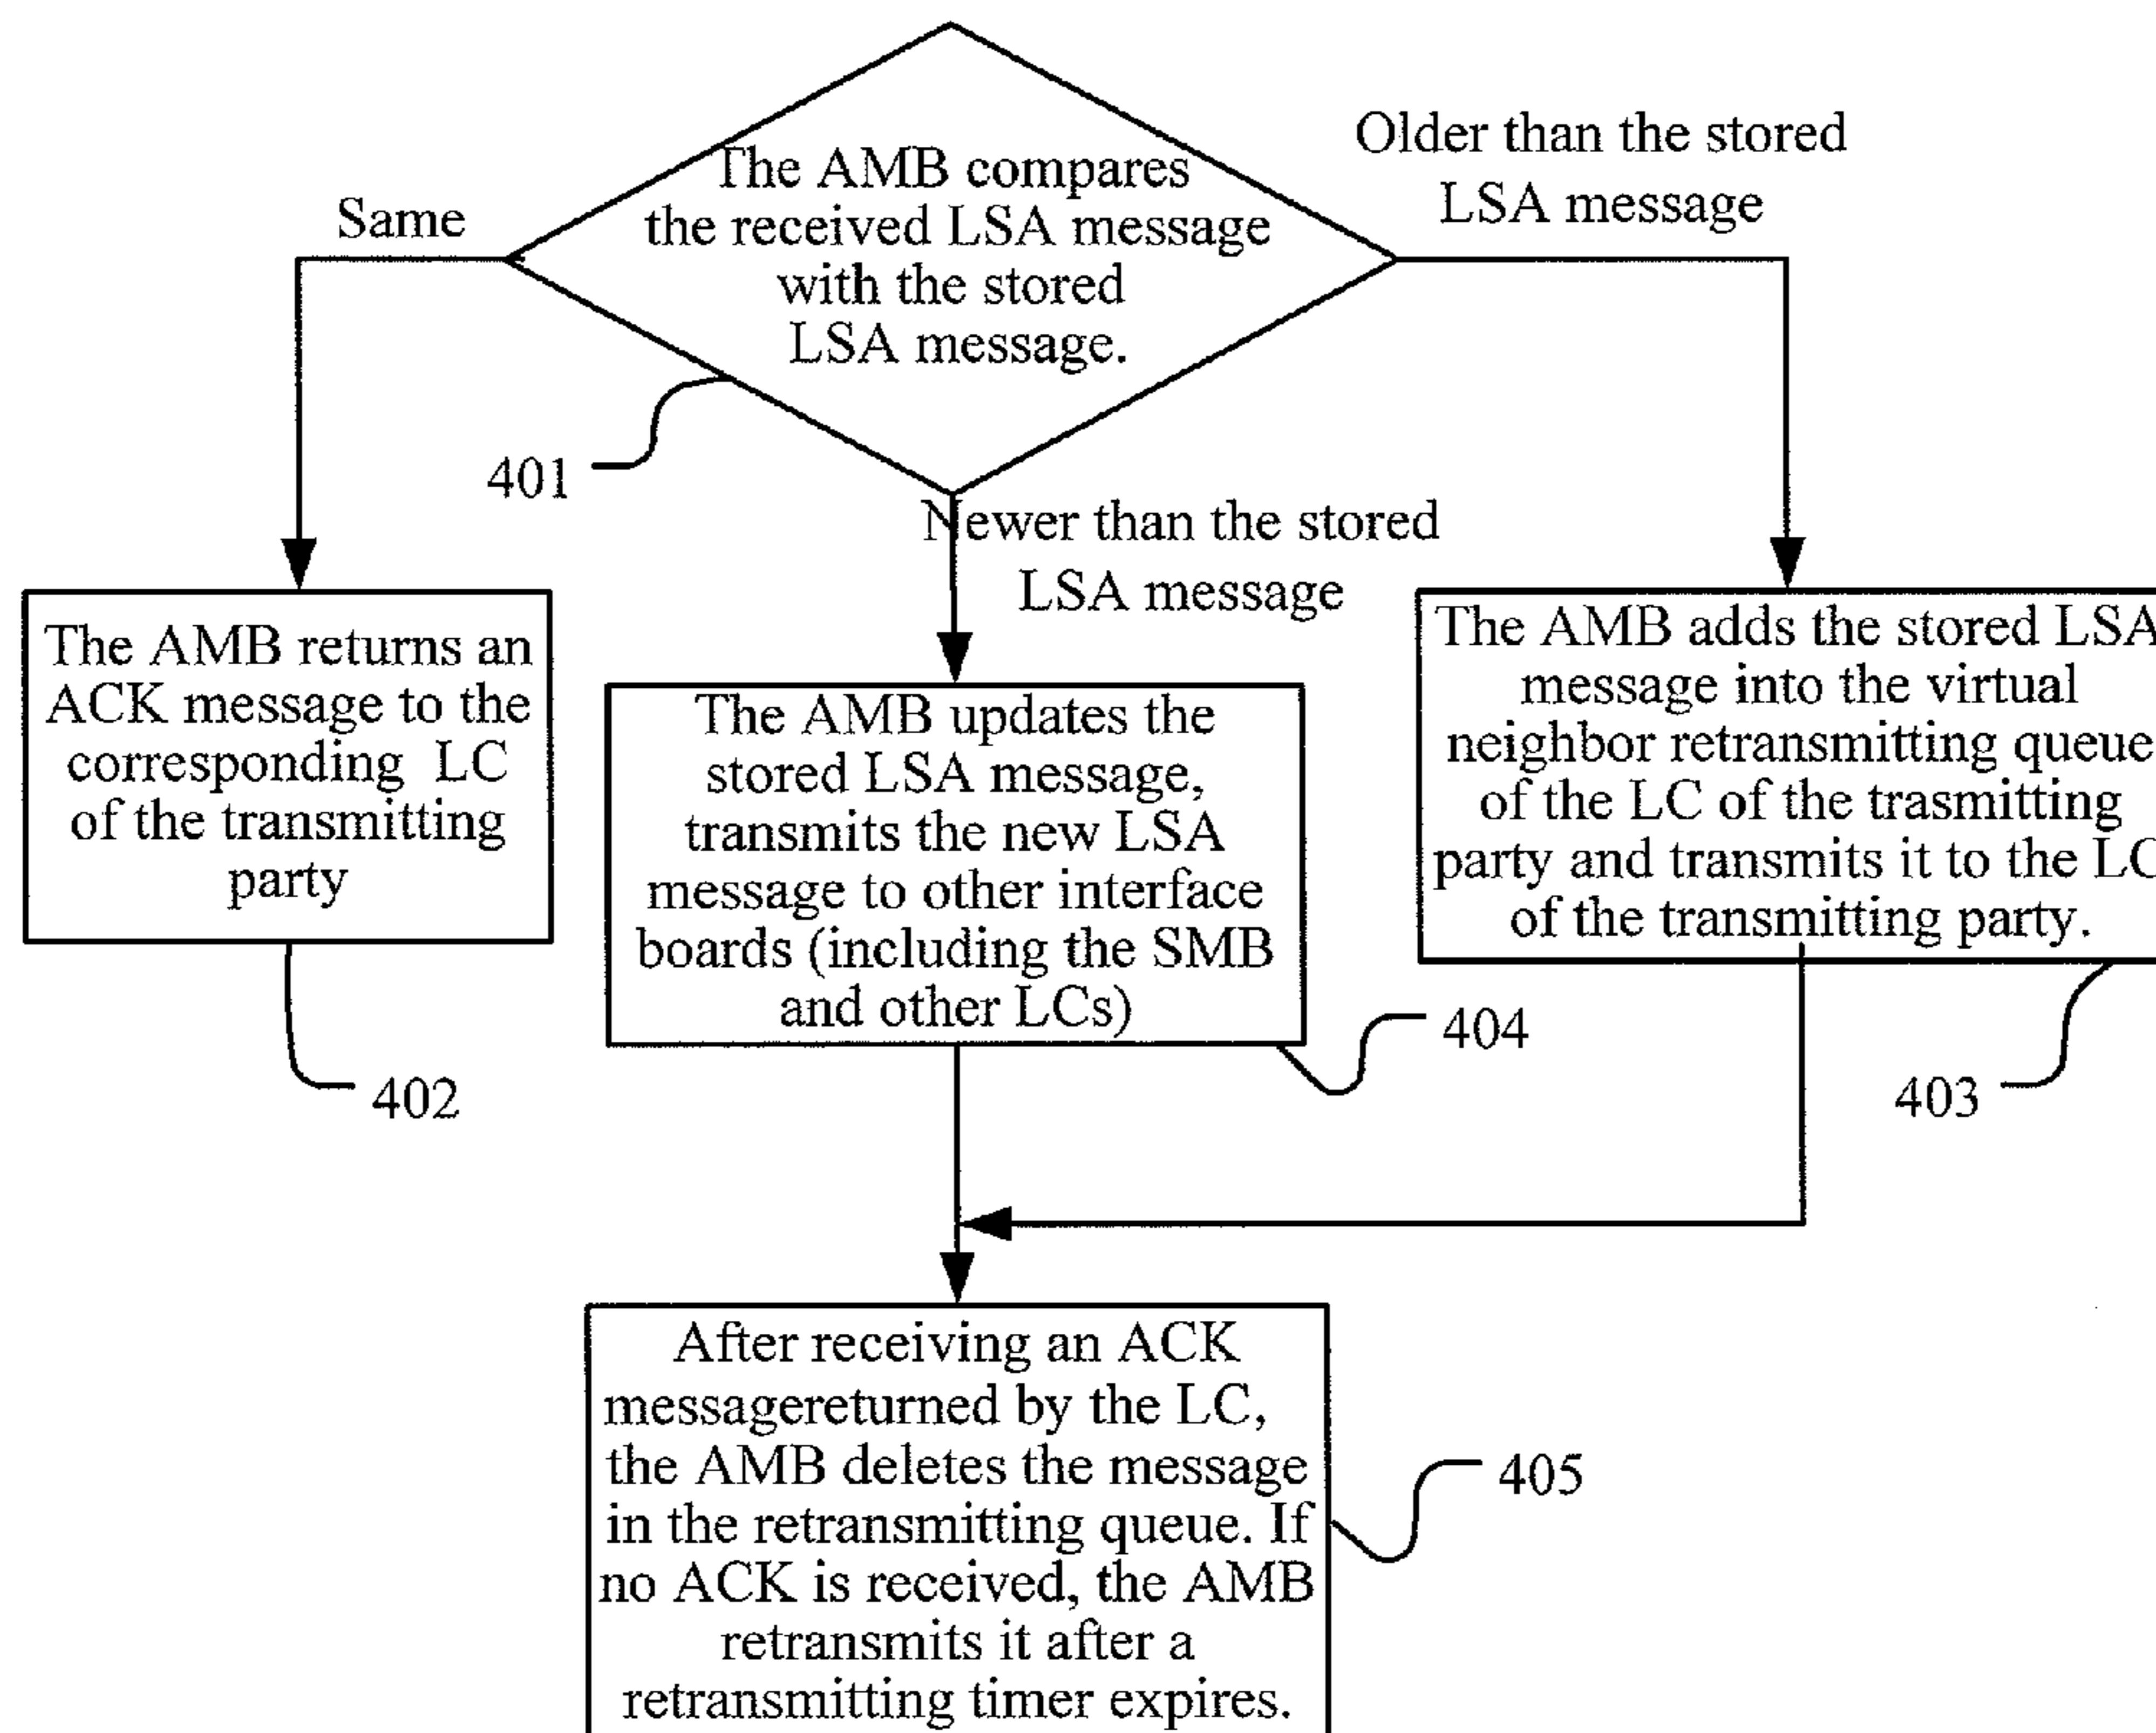 The AMB compares
the received LSA message
with the stored
LSA message.
Same
Older than the stored
LSA message
401
Newer than the stored
LSA message
The AMB returns an
ACK message to the
corresponding LC
of the transmitting
party
402
The AMB updates the
stored LSA message,
transmits the new LSA
message to other interface
boards (including the SMB
and other LCs)
404
The AMB adds the stored LSA
message into the virtual
neighbor retransmitting queue
of the LC of the trasmitting
party and transmits it to the LC
of the transmitting party.
403
After receiving an ACK
messagereturned by the LC,
the AMB deletes the message
in the retransmitting queue. If
no ACK is received, the AMB
retransmits it after a
retransmitting timer expires.
405